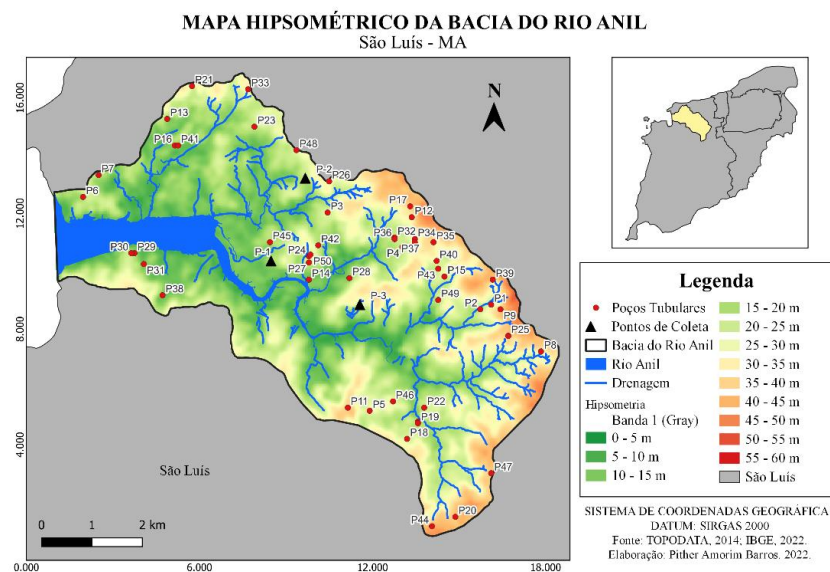 MAPA HIPSOMÉTRICO DA BACIA DO RIO ANIL
São Luís - MA
16.000
12.000
8.000
4.000
0.000
6.000
12.000
18.000
N
P21
P33
P13
P23
P16
P41
P48
P7
P-2
P26
P6
P17
P3
P12
P36
P32
P34
P35
P45
P42
P4
P37
P30
P29
P-1
P24
P40
P50
P31
P27
P14
P43
P15
P39
P28
P38
P-3
P49
P2
P1
P9
P25
P8
P11
P5
P46
P22
P19
P18
P47
P44
P20
São Luís
0 1 2 km
Legenda
Poços Tubulares
Pontos de Coleta
Bacia do Rio Anil
Rio Anil
Drenagem
Hipsometria
Banda 1 (Gray)
0 - 5 m
5 - 10 m
10 - 15 m
15 - 20 m
20 - 25 m
25 - 30 m
30 - 35 m
35 - 40 m
40 - 45 m
45 - 50 m
50 - 55 m
55 - 60 m
São Luís
SISTEMA DE COORDENADAS GEOGRÁFICA
DATUM: SIRGAS 2000
Fonte: TOPODATA, 2014; IBGE, 2022.
Elaboração: Pither Amorim Barros. 2022.